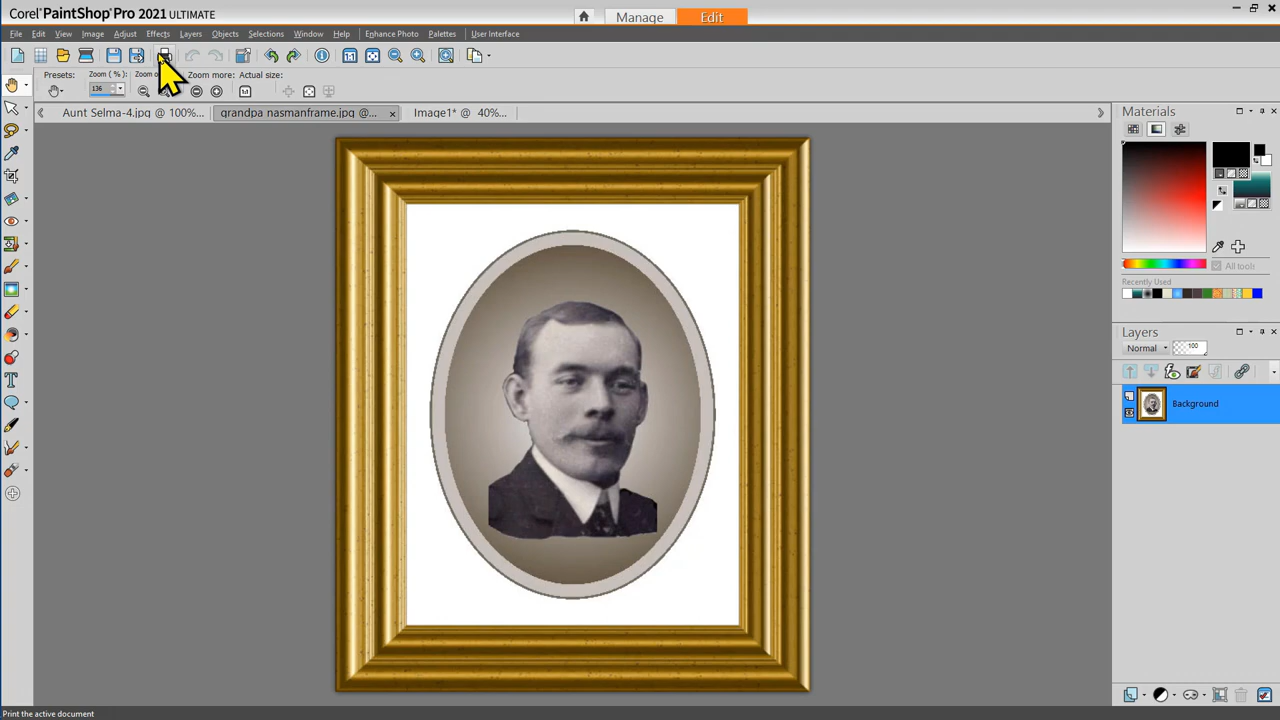 Corel PaintShop Pro 2021 ULTIMATE
Manage
Edit
File Edit View Image Adjust Effects Layers Objects Selections Window Help Enhance Photo Palettes User Interface
Presets: Zoom ( % ): Zoom more: Actual size:
136
Aunt Selma-4.jpg @ 100%...
grandpa nasmanframe.jpg @...
Image1* @ 40%...
Materials
All tools
Recently Used
Layers
Normal 100
Background
Print the active document